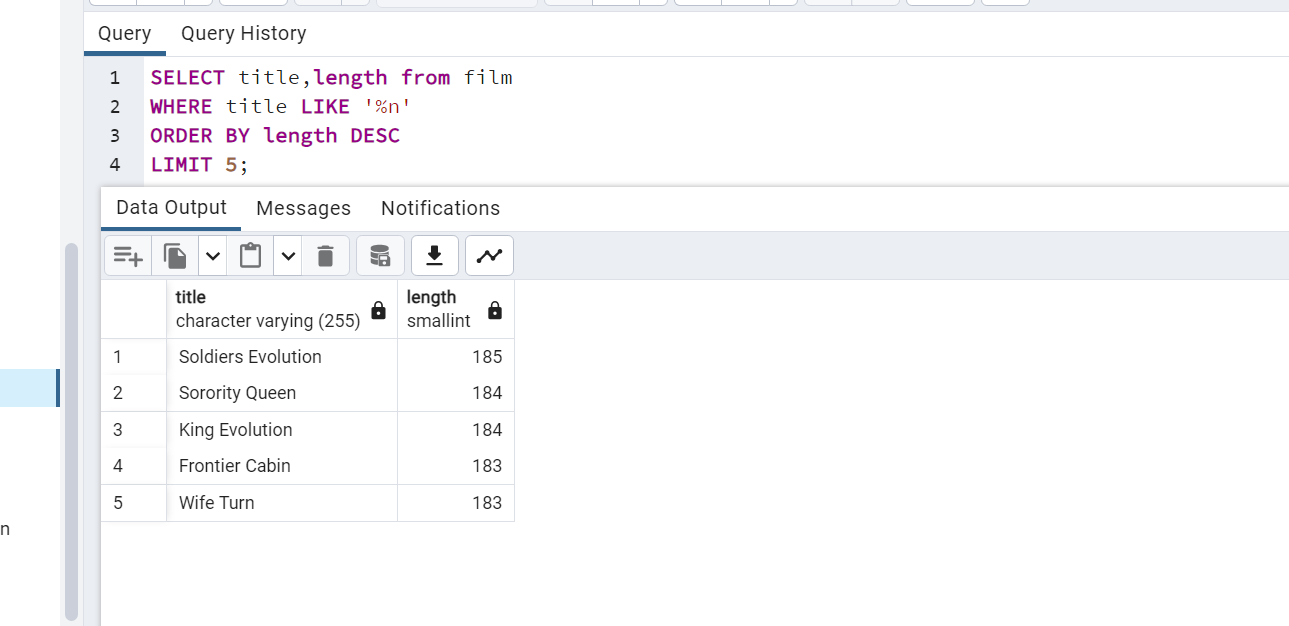 Query Query History
1 SELECT title,length from film
2 WHERE title LIKE '%n'
3 ORDER BY length DESC
4 LIMIT 5;
Data Output Messages Notifications
title length
character varying (255) smallint
1 Soldiers Evolution 185
2 Sorority Queen 184
3 King Evolution 184
4 Frontier Cabin 183
5 Wife Turn 183
n